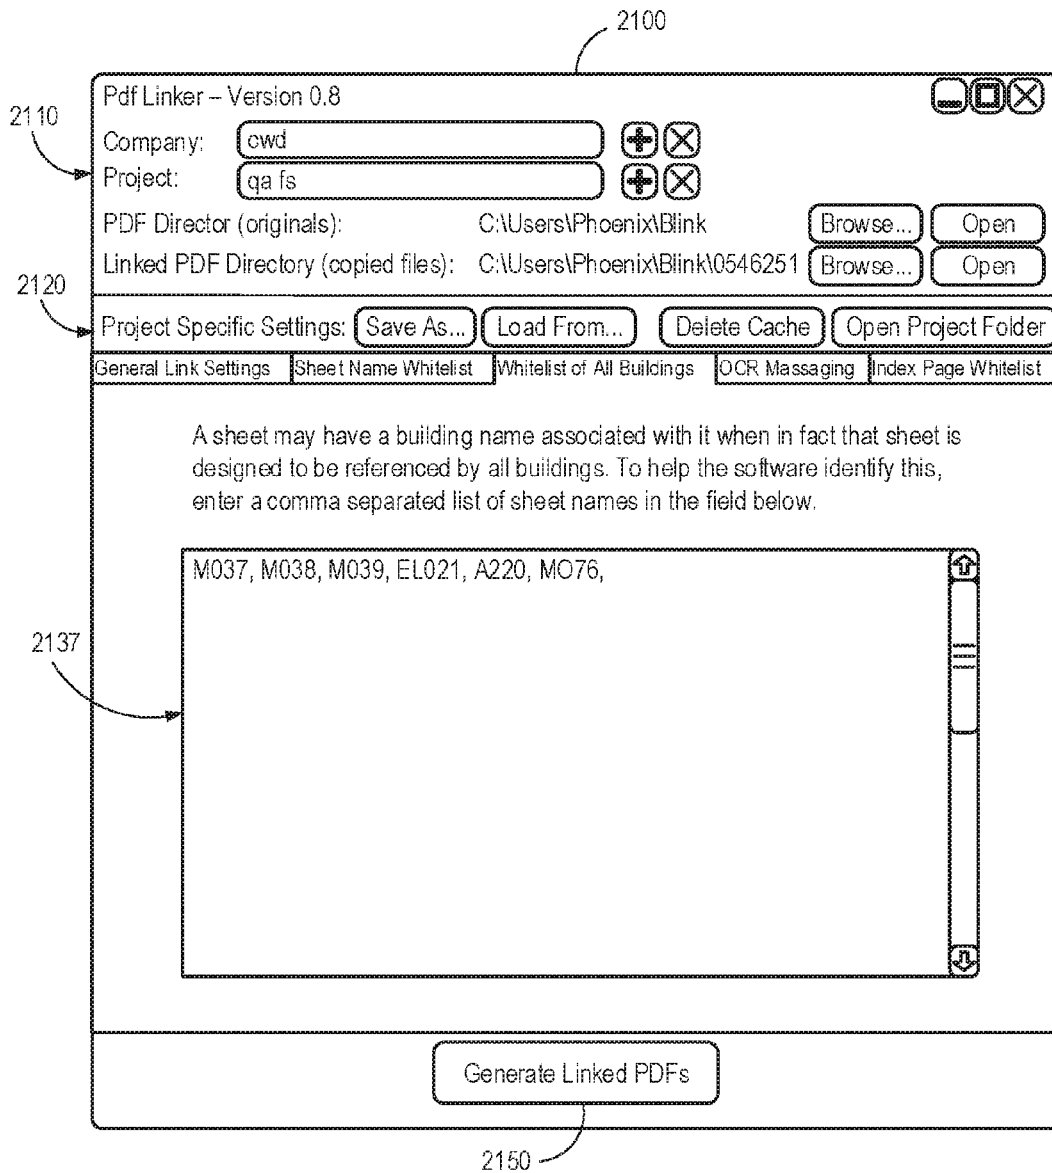 2100
Pdf Linker – Version 0.8
2110
Company: cwd
Project: qa fs
PDF Director (originals): C:\Users\Phoenix\Blink Browse... Open
Linked PDF Directory (copied files): C:\Users\Phoenix\Blink\0546251 Browse... Open
2120
Project Specific Settings: Save As... Load From... Delete Cache Open Project Folder
General Link Settings Sheet Name Whitelist Whitelist of All Buildings OCR Massaging Index Page Whitelist
A sheet may have a building name associated with it when in fact that sheet is
designed to be referenced by all buildings. To help the software identify this,
enter a comma separated list of sheet names in the field below.
M037, M038, M039, EL021, A220, MO76,
2137
Generate Linked PDFs
2150